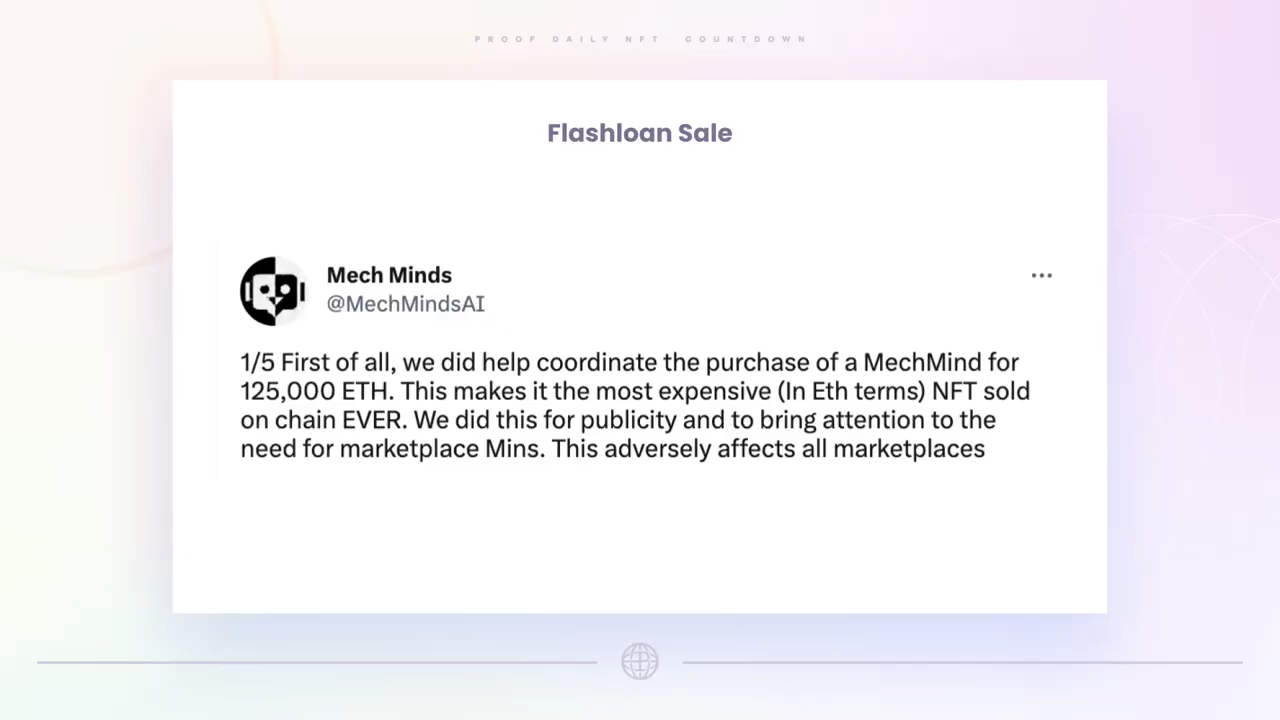 PROOF DAILY NFT COUNTDOWN
Flashloan Sale
Mech Minds
@MechMindsAI
1/5 First of all, we did help coordinate the purchase of a MechMind for
125,000 ETH. This makes it the most expensive (In Eth terms) NFT sold
on chain EVER. We did this for publicity and to bring attention to the
need for marketplace Mins. This adversely affects all marketplaces